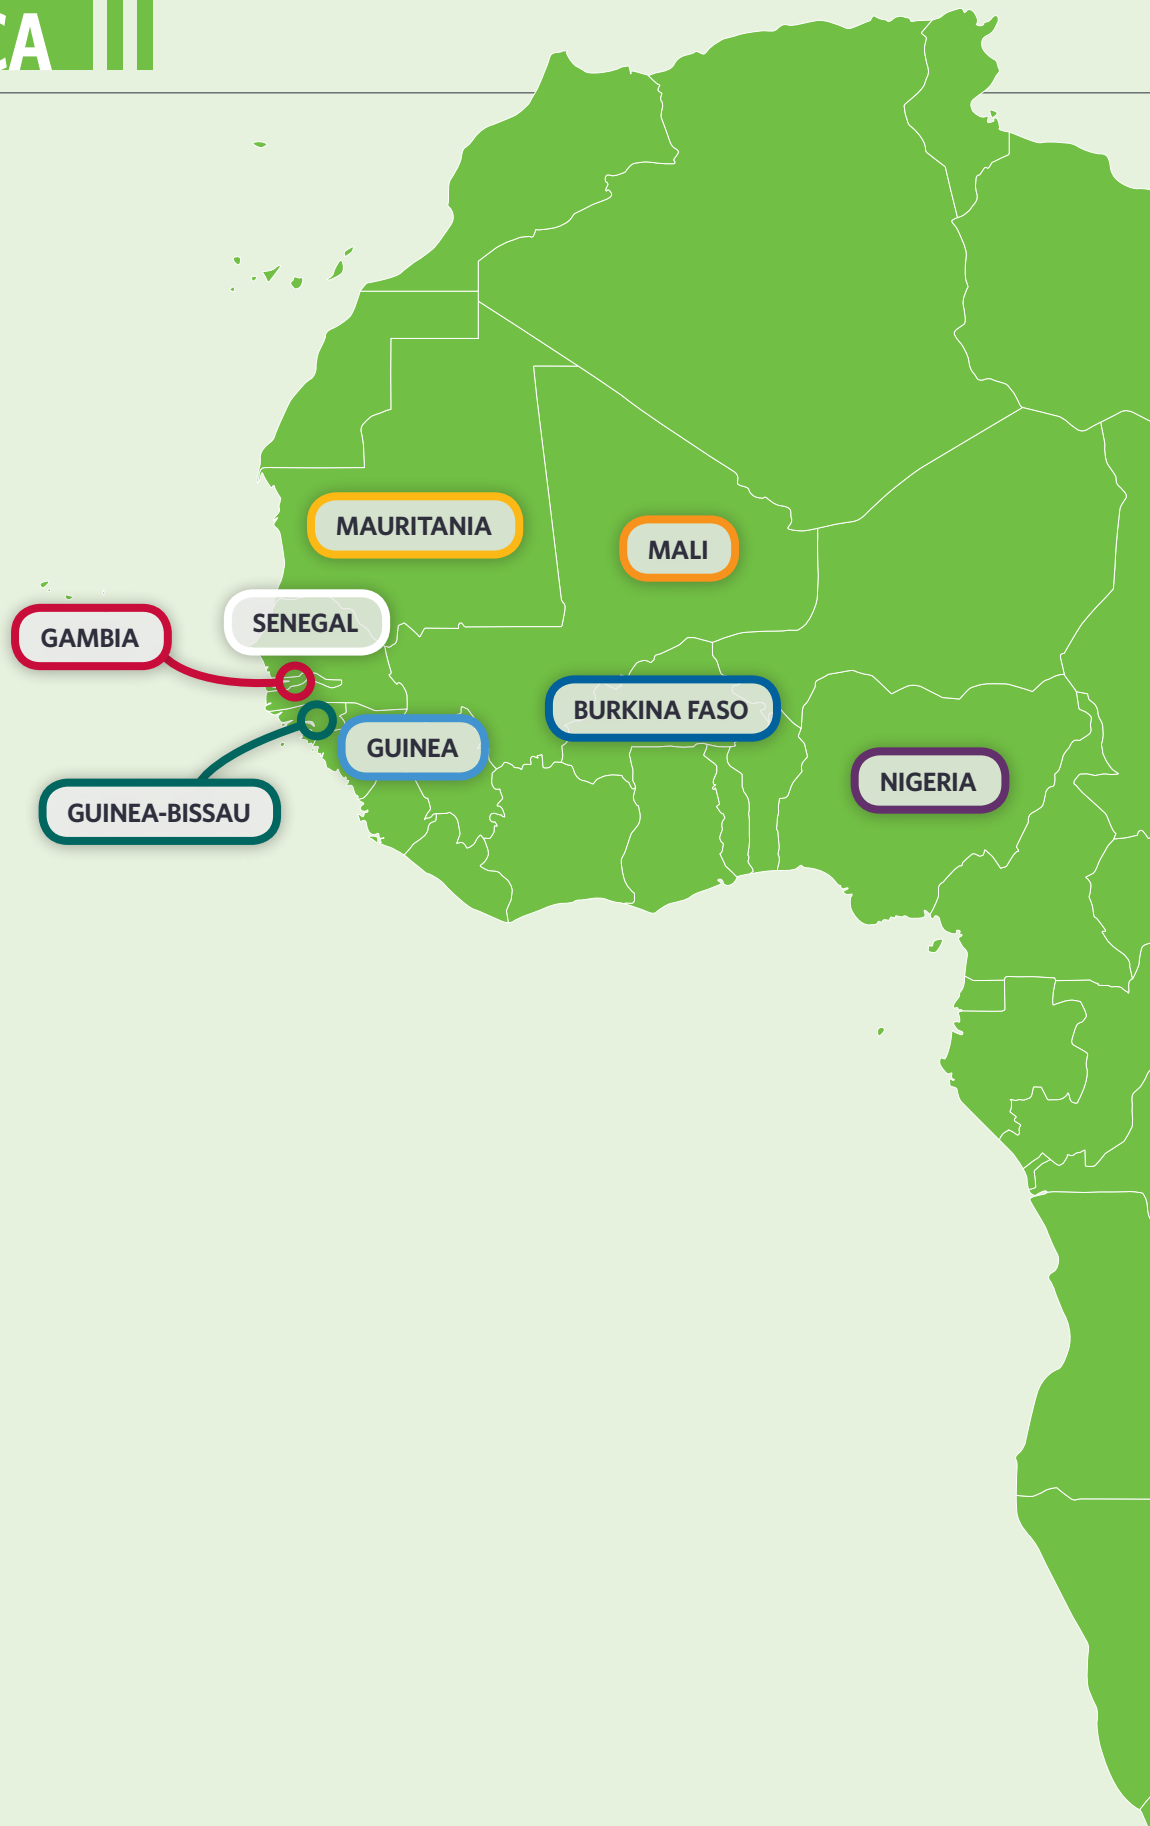 CA
MAURITANIA
MALI
SENEGAL
GAMBIA
BURKINA FASO
GUINEA
NIGERIA
GUINEA-BISSAU